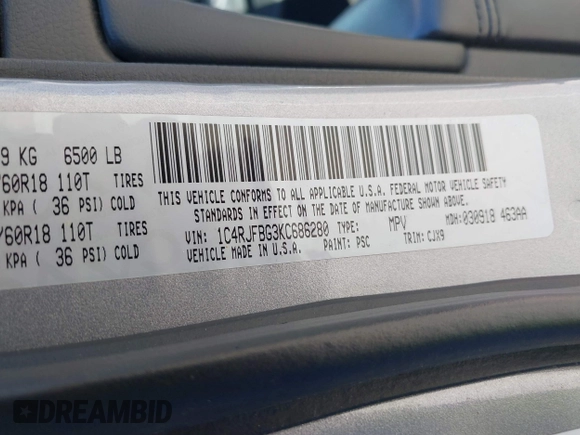 9 KG 6500 LB
/60R18 110T TIRES
KPA ( 36 PSI) COLD
/60R18 110T TIRES
KPA ( 36 PSI) COLD
THIS VEHICLE CONFORMS TO ALL APPLICABLE U.S.A. FEDERAL MOTOR VEHICLE SAFETY
STANDARDS IN EFFECT ON THE DATE OF MANUFACTURE SHOWN ABOVE.
VIN: 1C4RJFBG3KC686280 TYPE: MPV MDH: 030918 463AA
VEHICLE MADE IN U.S.A. PAINT: PSC TRIM: CJX9
DREAMBID